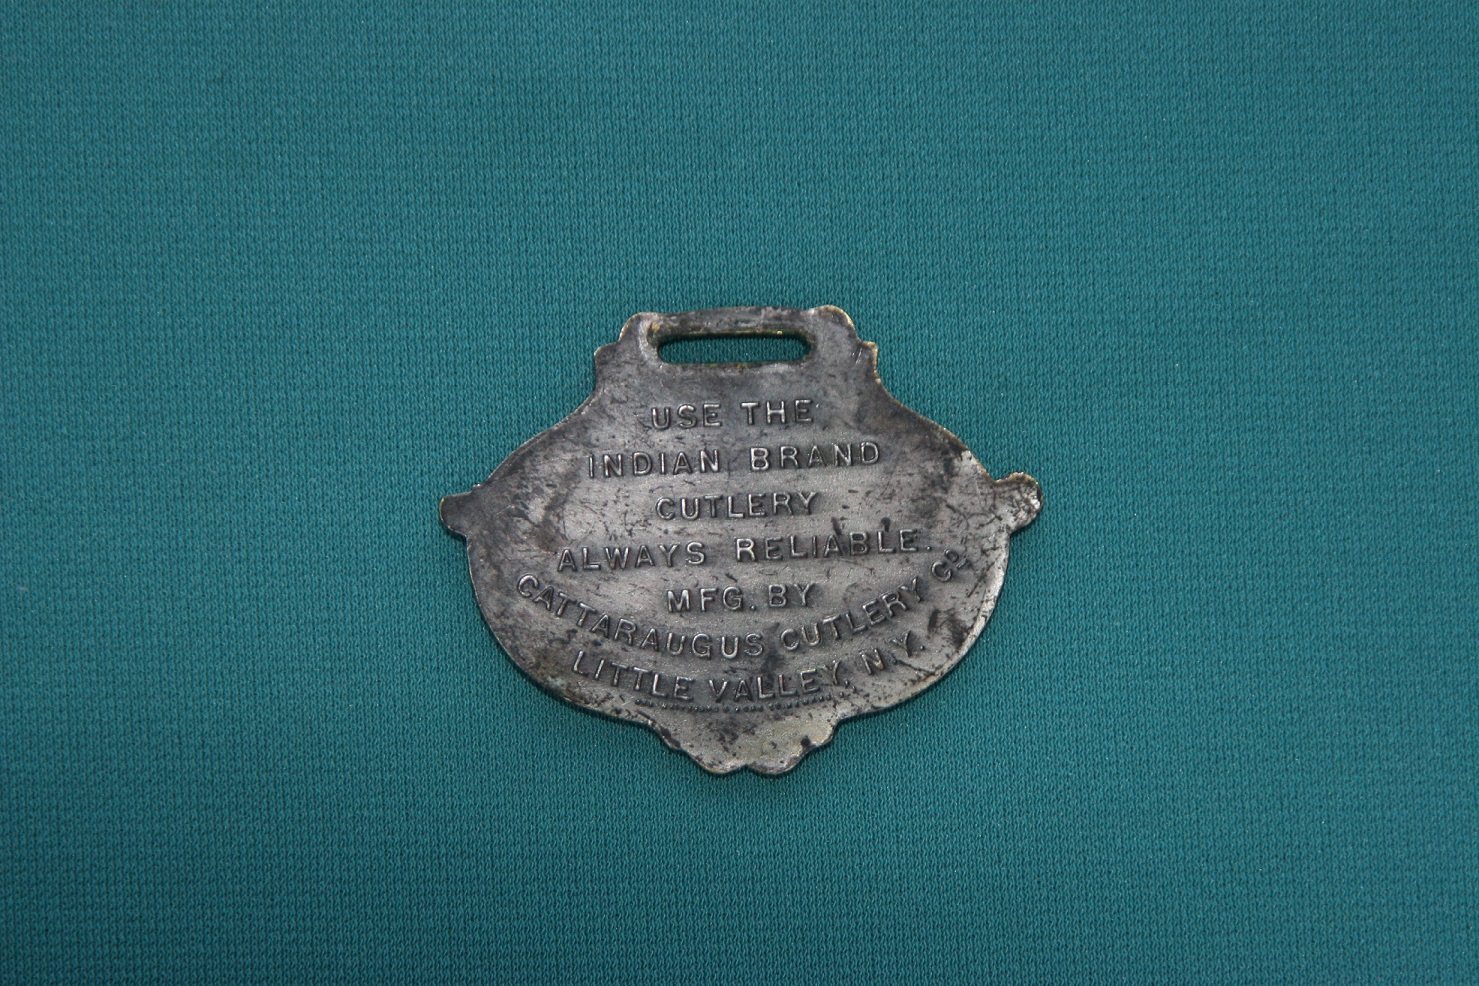 USE THE
INDIAN BRAND
CUTLERY
ALWAYS RELIABLE.
MFG. BY
CATTARAUGUS CUTLERY CO.
LITTLE VALLEY, N.Y.